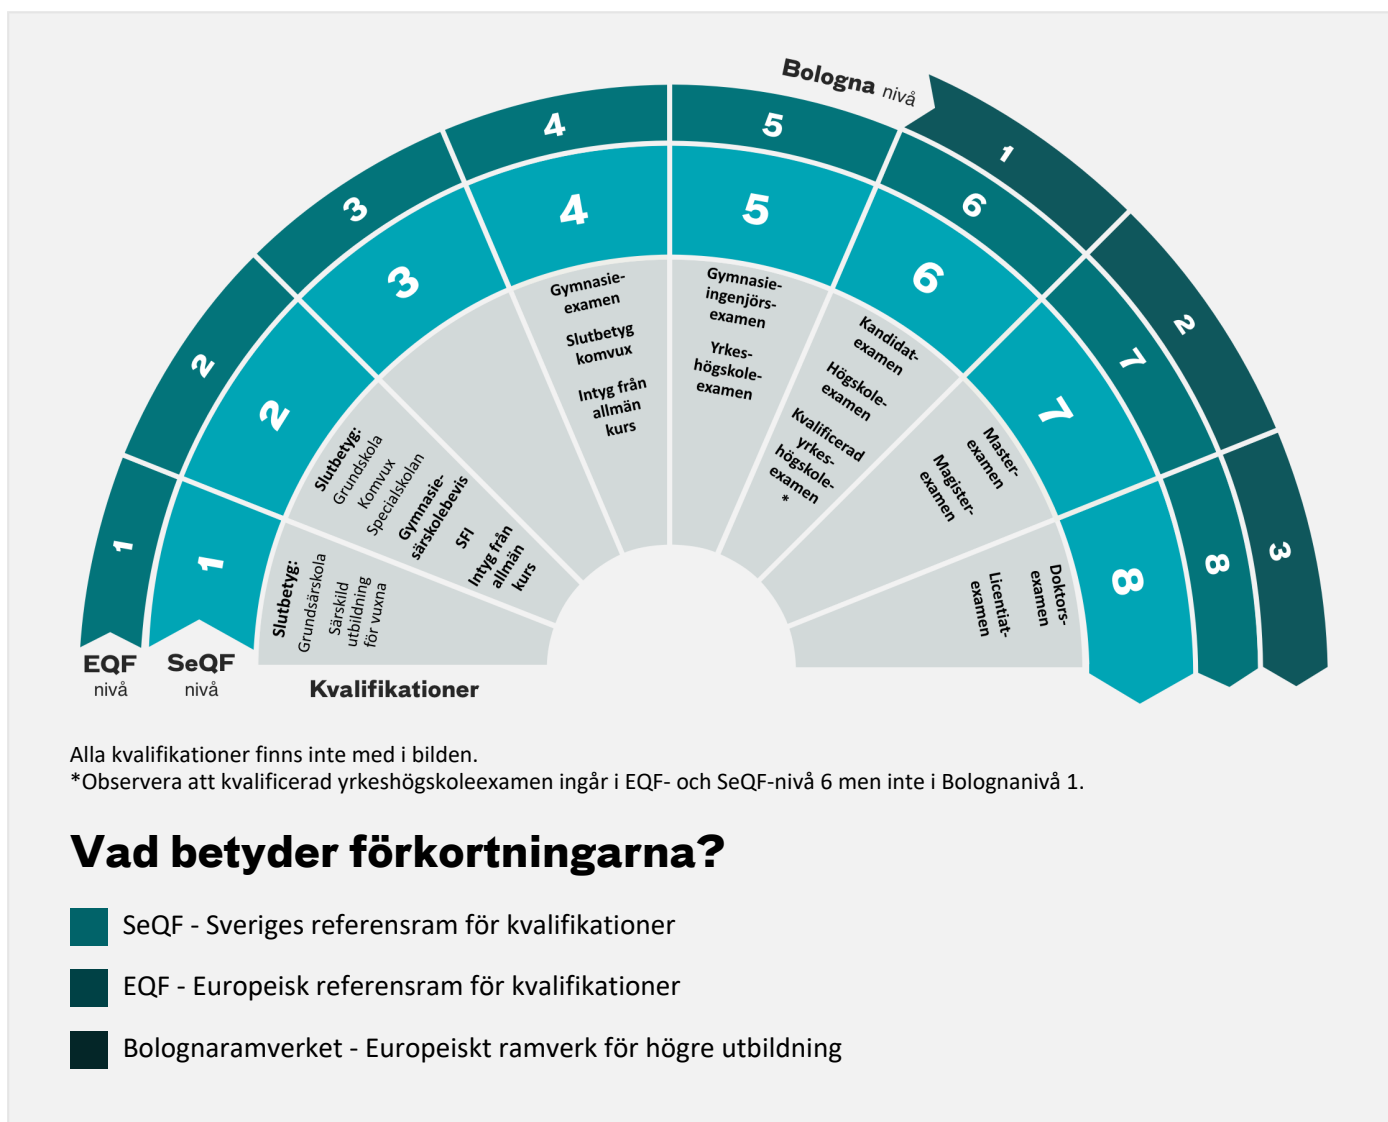 Bologna nivå
1
2
3
1
2
3
4
5
6
7
8
1
2
3
4
5
6
7
8
EQF
nivå
SeQF
nivå
Kvalifikationer
Slutbetyg:
Grundsärskola
Särskild
utbildning
för vuxna
Slutbetyg:
Grundskola
Komvux
Specialskolan
Gymnasie-
särskolebevis
SFI
Intyg från
allmän
kurs
Gymnasie-
examen
Slutbetyg
komvux
Intyg från
allmän
kurs
Gymnasie-
ingenjörs-
examen
Yrkes-
högskole-
examen
Kandidat-
examen
Högskole-
examen
Kvalificerad
yrkes-
högskole-
examen
*
Master-
examen
Magister-
examen
Doktors-
examen
Licentiat-
examen
Alla kvalifikationer finns inte med i bilden.
*Observera att kvalificerad yrkeshögskoleexamen ingår i EQF- och SeQF-nivå 6 men inte i Bolognanivå 1.
Vad betyder förkortningarna?
SeQF - Sveriges referensram för kvalifikationer
EQF - Europeisk referensram för kvalifikationer
Bolognaramverket - Europeiskt ramverk för högre utbildning